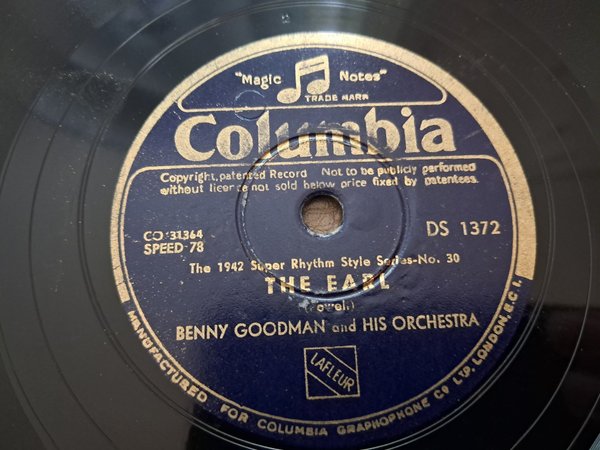 "Magic Notes"
TRADE MARK
Columbia
Copyright, patented Record Not to be publicly performed
without licence not sold below price fixed by patentees.
CO 31364
SPEED-78
DS 1372
The 1942 Super Rhythm Style Series-No. 30
THE EARL
(Powell)
BENNY GOODMAN and HIS ORCHESTRA
LAFLEUR
MANUFACTURED FOR COLUMBIA GRAPHOPHONE CO LTD, LONDON, E C 1.